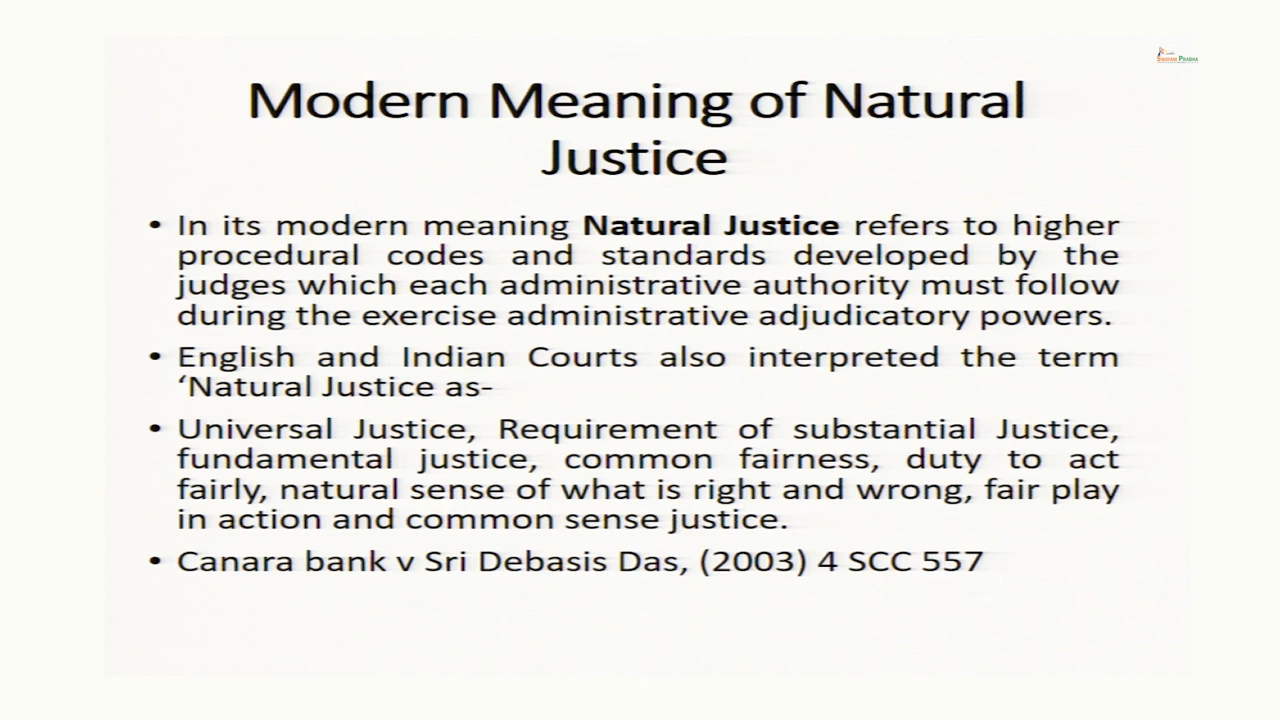 SWAYAM PRABHA
Modern Meaning of Natural
Justice
• In its modern meaning Natural Justice refers to higher
procedural codes and standards developed by the
judges which each administrative authority must follow
during the exercise administrative adjudicatory powers.
• English and Indian Courts also interpreted the term
‘Natural Justice as-
• Universal Justice, Requirement of substantial Justice,
fundamental justice, common fairness, duty to act
fairly, natural sense of what is right and wrong, fair play
in action and common sense justice.
• Canara bank v Sri Debasis Das, (2003) 4 SCC 557